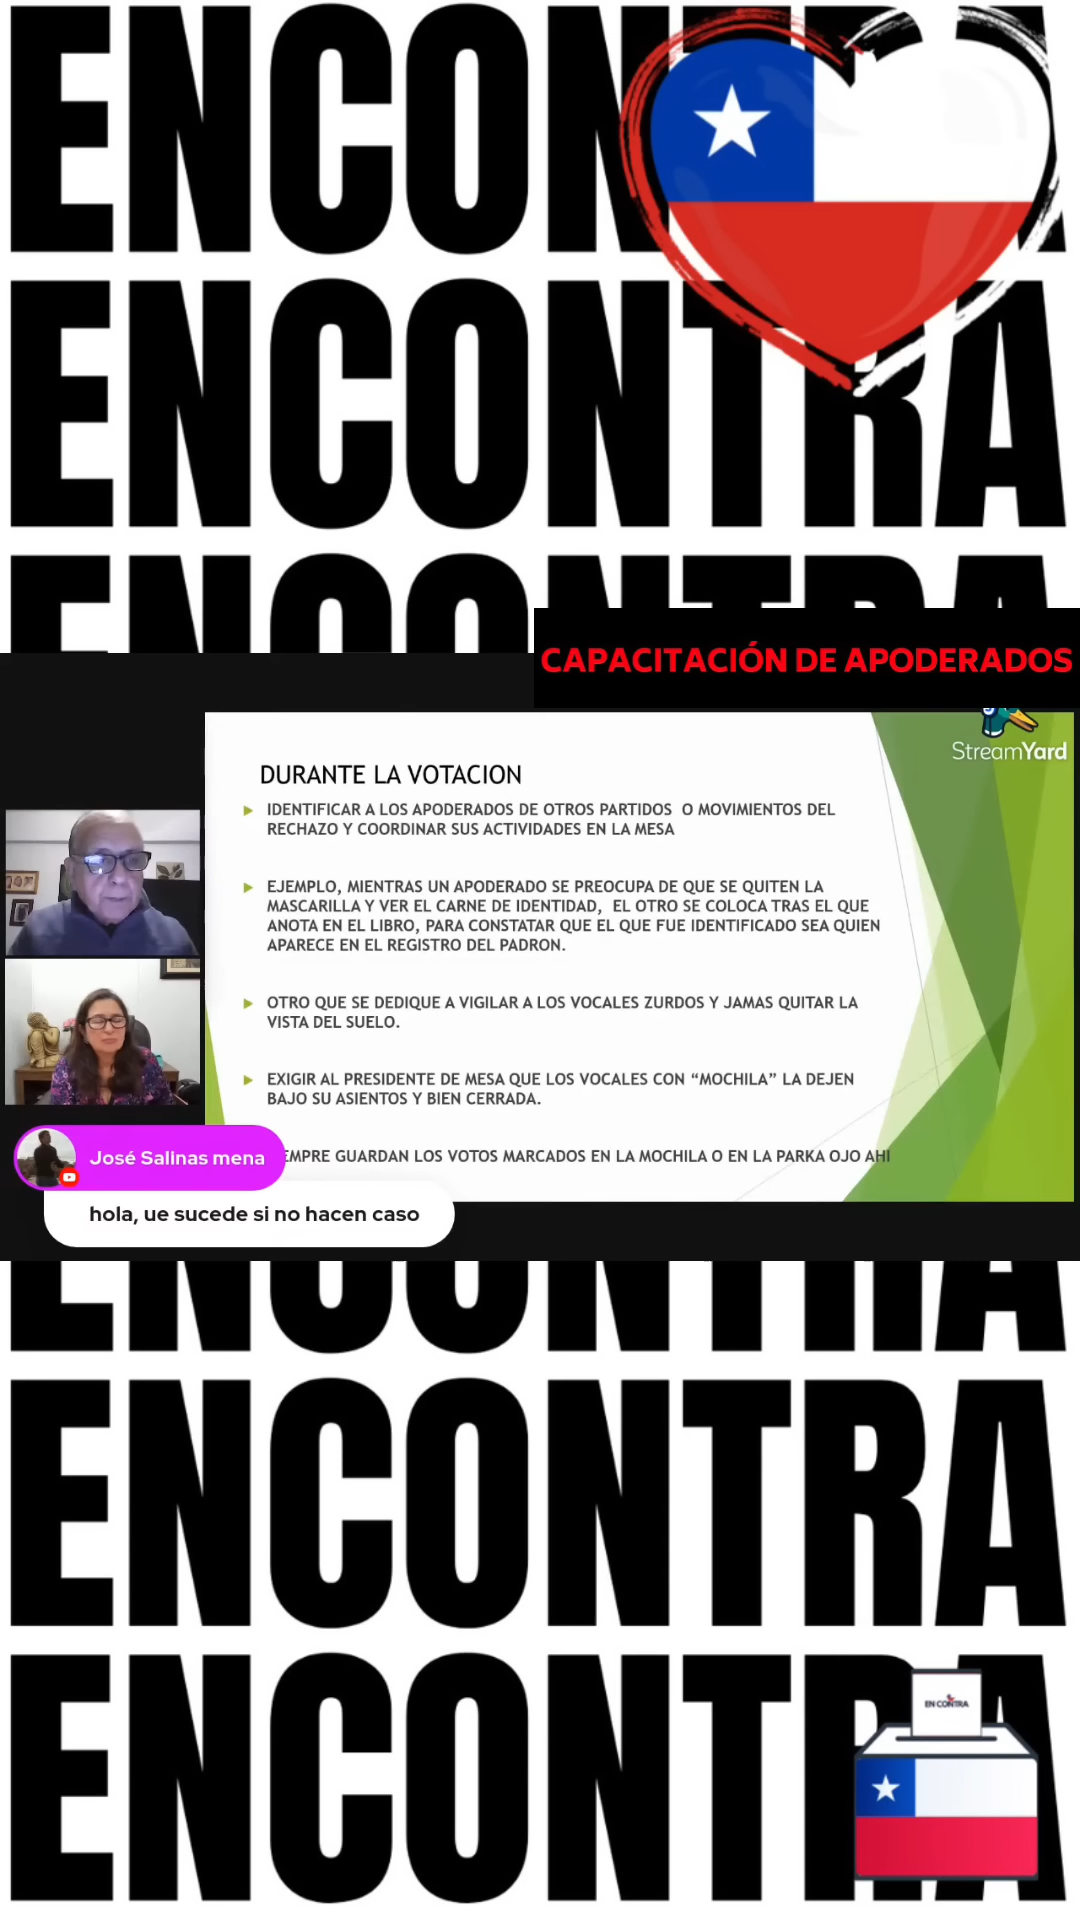 ENCONTRA
ENCONTRA
ENCONTRA
CAPACITACIÓN DE APODERADOS
StreamYard
DURANTE LA VOTACION
IDENTIFICAR A LOS APODERADOS DE OTROS PARTIDOS O MOVIMIENTOS DEL
RECHAZO Y COORDINAR SUS ACTIVIDADES EN LA MESA
EJEMPLO, MIENTRAS UN APODERADO SE PREOCUPA DE QUE SE QUITEN LA
MASCARILLA Y VER EL CARNE DE IDENTIDAD, EL OTRO SE COLOCA TRAS EL QUE
ANOTA EN EL LIBRO, PARA CONSTATAR QUE EL QUE FUE IDENTIFICADO SEA QUIEN
APARECE EN EL REGISTRO DEL PADRON.
OTRO QUE SE DEDIQUE A VIGILAR A LOS VOCALES ZURDOS Y JAMAS QUITAR LA
VISTA DEL SUELO.
EXIGIR AL PRESIDENTE DE MESA QUE LOS VOCALES CON “MOCHILA” LA DEJEN
BAJO SU ASIENTOS Y BIEN CERRADA.
EMPRE GUARDAN LOS VOTOS MARCADOS EN LA MOCHILA O EN LA PARKA OJO AHI
José Salinas mena
hola, ue sucede si no hacen caso
ENCONTRA
ENCONTRA
ENCONTRA
EN CONTRA